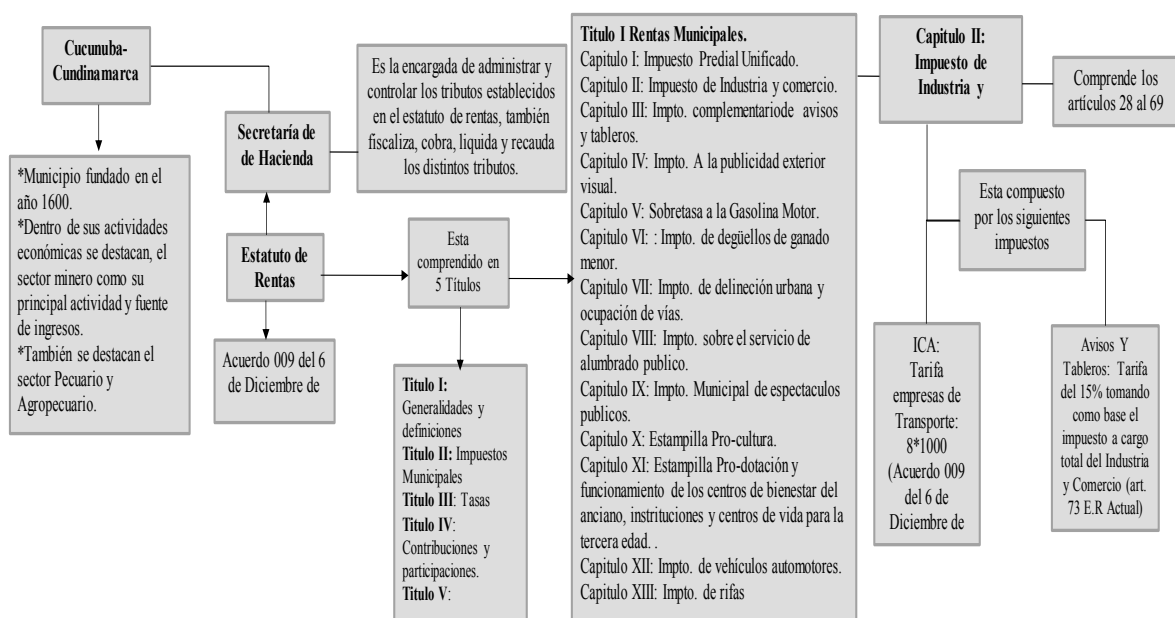 Cucunuba-
Cundinamarca
*Municipio fundado en el
año 1600.
*Dentro de sus actividades
económicas se destacan, el
sector minero como su
principal actividad y fuente
de ingresos.
*También se destacan el
sector Pecuario y
Agropecuario.
Secretaría de
de Hacienda
Es la encargada de administrar y
controlar los tributos establecidos
en el estatuto de rentas, también
fiscaliza, cobra, liquida y recauda
los distintos tributos.
Estatuto de
Rentas
Acuerdo 009 del 6
de Diciembre de
Esta
comprendido en
5 Títulos
Titulo I:
Generalidades y
definiciones
Titulo II: Impuestos
Municipales
Titulo III: Tasas
Titulo IV:
Contribuciones y
participaciones.
Titulo V:
Titulo I Rentas Municipales.
Capitulo I: Impuesto Predial Unificado.
Capitulo II: Impuesto de Industria y comercio.
Capitulo III: Impto. complementariode avisos
y tableros.
Capitulo IV: Impto. A la publicidad exterior
visual.
Capitulo V: Sobretasa a la Gasolina Motor.
Capitulo VI: : Impto. de degüellos de ganado
menor.
Capitulo VII: Impto. de delineción urbana y
ocupación de vías.
Capitulo VIII: Impto. sobre el servicio de
alumbrado publico.
Capitulo IX: Impto. Municipal de espectaculos
publicos.
Capitulo X: Estampilla Pro-cultura.
Capitulo XI: Estampilla Pro-dotación y
funcionamiento de los centros de bienestar del
anciano, instrituciones y centros de vida para la
tercera edad. .
Capitulo XII: Impto. de vehículos automotores.
Capitulo XIII: Impto. de rifas
Capitulo II:
Impuesto de
Industria y
Comprende los
artículos 28 al 69
Esta compuesto
por los siguientes
impuestos
ICA:
Tarifa
empresas de
Transporte:
8*1000
(Acuerdo 009
del 6 de
Diciembre de
Avisos Y
Tableros: Tarifa
del 15% tomando
como base el
impuesto a cargo
total del Industria
y Comercio (art.
73 E.R Actual)